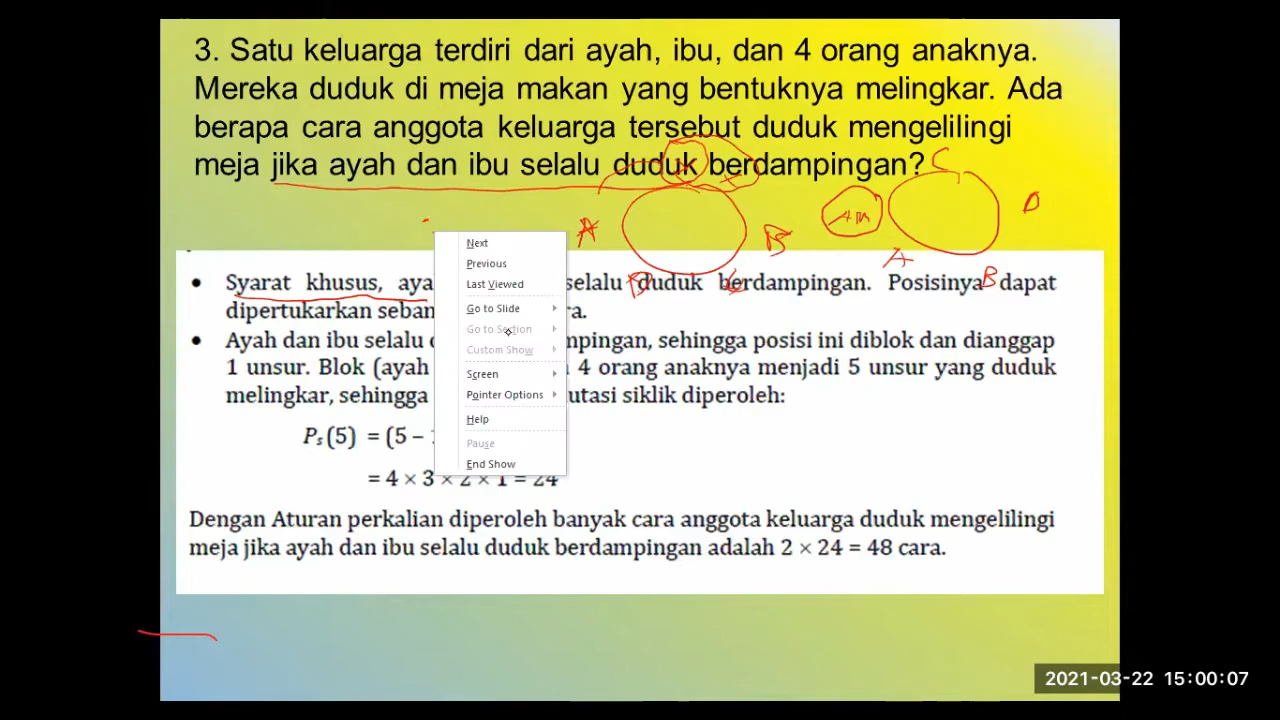 3. Satu keluarga terdiri dari ayah, ibu, dan 4 orang anaknya.
Mereka duduk di meja makan yang bentuknya melingkar. Ada
berapa cara anggota keluarga tersebut duduk mengelilingi
meja jika ayah dan ibu selalu duduk berdampingan?
C
I
AM
D
A
B
A
B
D
C
• Syarat khusus, aya selalu duduk berdampingan. Posisinya dapat
dipertukarkan seban ra.
• Ayah dan ibu selalu mpingan, sehingga posisi ini diblok dan dianggap
1 unsur. Blok (ayah 4 orang anaknya menjadi 5 unsur yang duduk
melingkar, sehingga utasi siklik diperoleh:
Ps(5) = (5 –
= 4 × 3 × 2 × 1 = 24
Dengan Aturan perkalian diperoleh banyak cara anggota keluarga duduk mengelilingi
meja jika ayah dan ibu selalu duduk berdampingan adalah 2 × 24 = 48 cara.
Next
Previous
Last Viewed
Go to Slide
Go to Section
Custom Show
Screen
Pointer Options
Help
Pause
End Show
2021-03-22 15:00:07